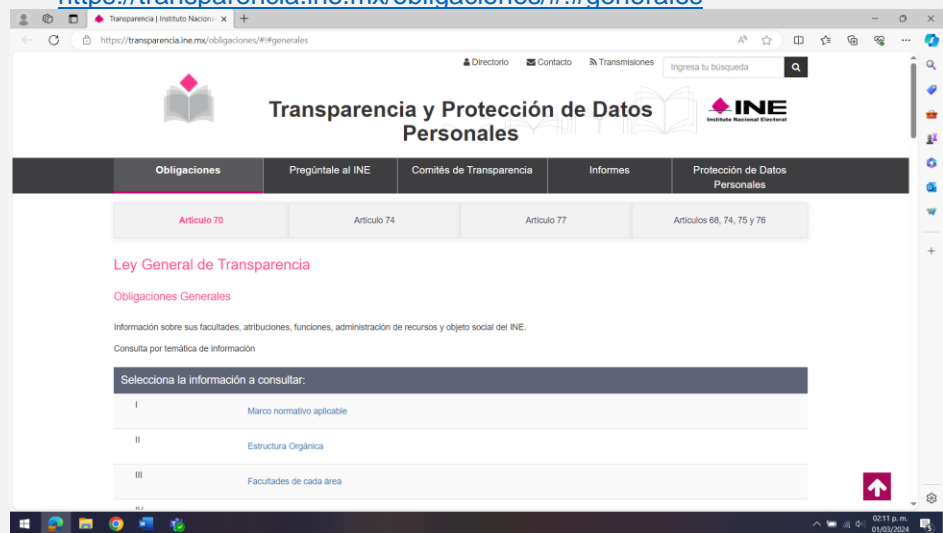 https://transparencia.ine.mx/obligaciones/#!#generales
Transparencia | Instituto Naciona
https://transparencia.ine.mx/obligaciones/#!#generales
Directorio Contacto Transmisiones
Ingresa tu búsqueda
Transparencia y Protección de Datos
Personales
INE
Instituto Nacional Electoral
Obligaciones Pregúntale al INE Comités de Transparencia Informes Protección de Datos
Personales
Artículo 70 Artículo 74 Artículo 77 Artículos 68, 74, 75 y 76
Ley General de Transparencia
Obligaciones Generales
Información sobre sus facultades, atribuciones, funciones, administración de recursos y objeto social del INE.
Consulta por temática de información
Selecciona la información a consultar:
I Marco normativo aplicable
II Estructura Orgánica
III Facultades de cada área
IV
02:11 p. m.
01/03/2024